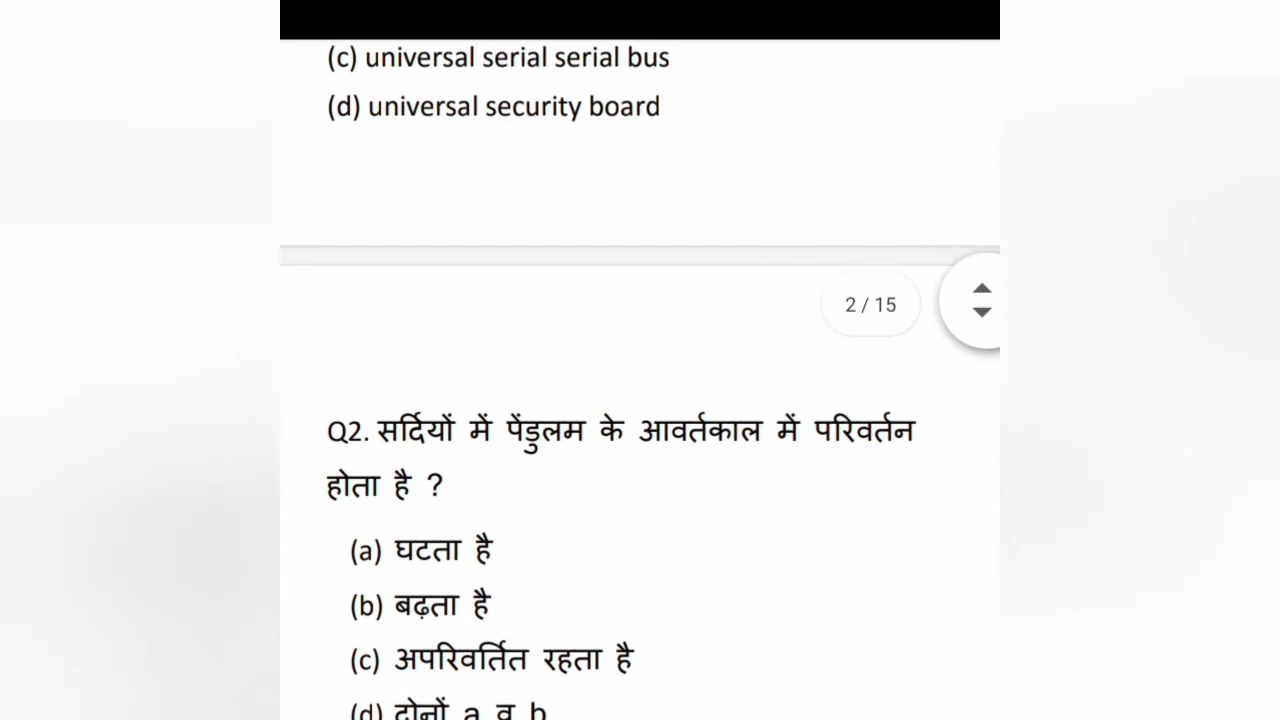 (c) universal serial serial bus
(d) universal security board
2 / 15
Q2. सर्दियों में पेंडुलम के आवर्तकाल में परिवर्तन
होता है ?
(a) घटता है
(b) बढ़ता है
(c) अपरिवर्तित रहता है
(d) दोनों a व b